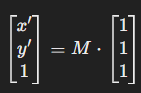 [x′ y′ 1] = M · [1 1 1]